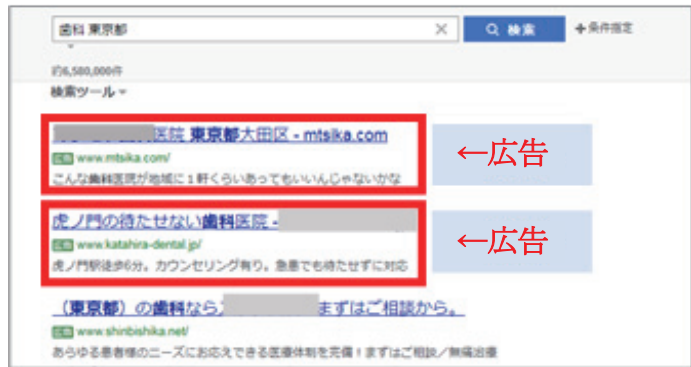 歯科 東京都
検索
+条件指定
約6,580,000件
検索ツール
医院 東京都大田区 - mtsika.com
広告 www.mtsika.com/
こんな歯科医院が地域に1軒くらいあってもいいんじゃないかな
←広告
虎ノ門の待たせない歯科医院 -
広告 www.katahira-dental.jp/
虎ノ門駅徒歩6分。カウンセリング有り。急患でも待たせずに対応
←広告
(東京都)の歯科なら まずはご相談から。
広告 www.shinbishika.net/
あらゆる患者様のニーズにお応えできる医療体制を完備!まずはご相談/無痛治療